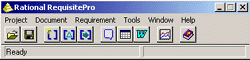 Rational RequisitePro
Project Document Requirement Tools Window Help
Ready